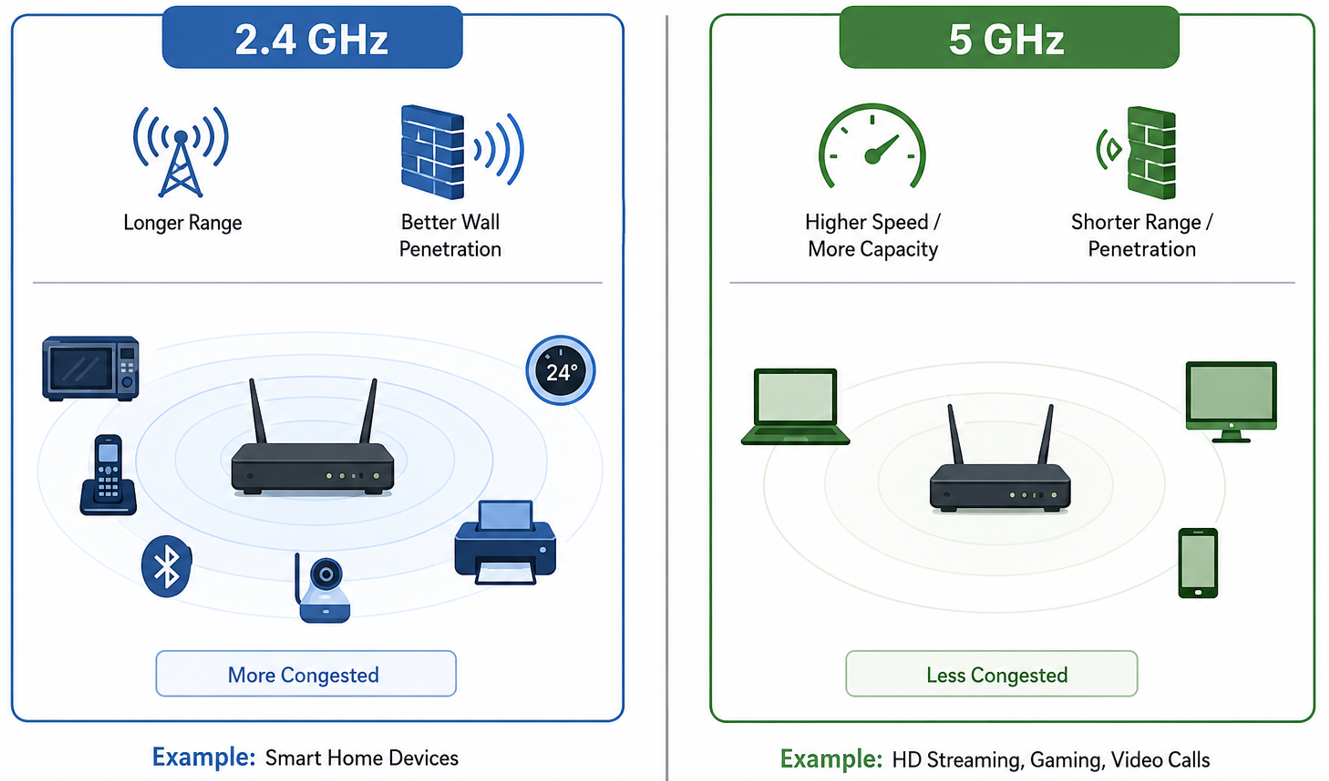 2.4 GHz
Longer Range
Better Wall
Penetration
24°
More Congested
Example: Smart Home Devices
5 GHz
Higher Speed /
More Capacity
Shorter Range /
Penetration
Less Congested
Example: HD Streaming, Gaming, Video Calls